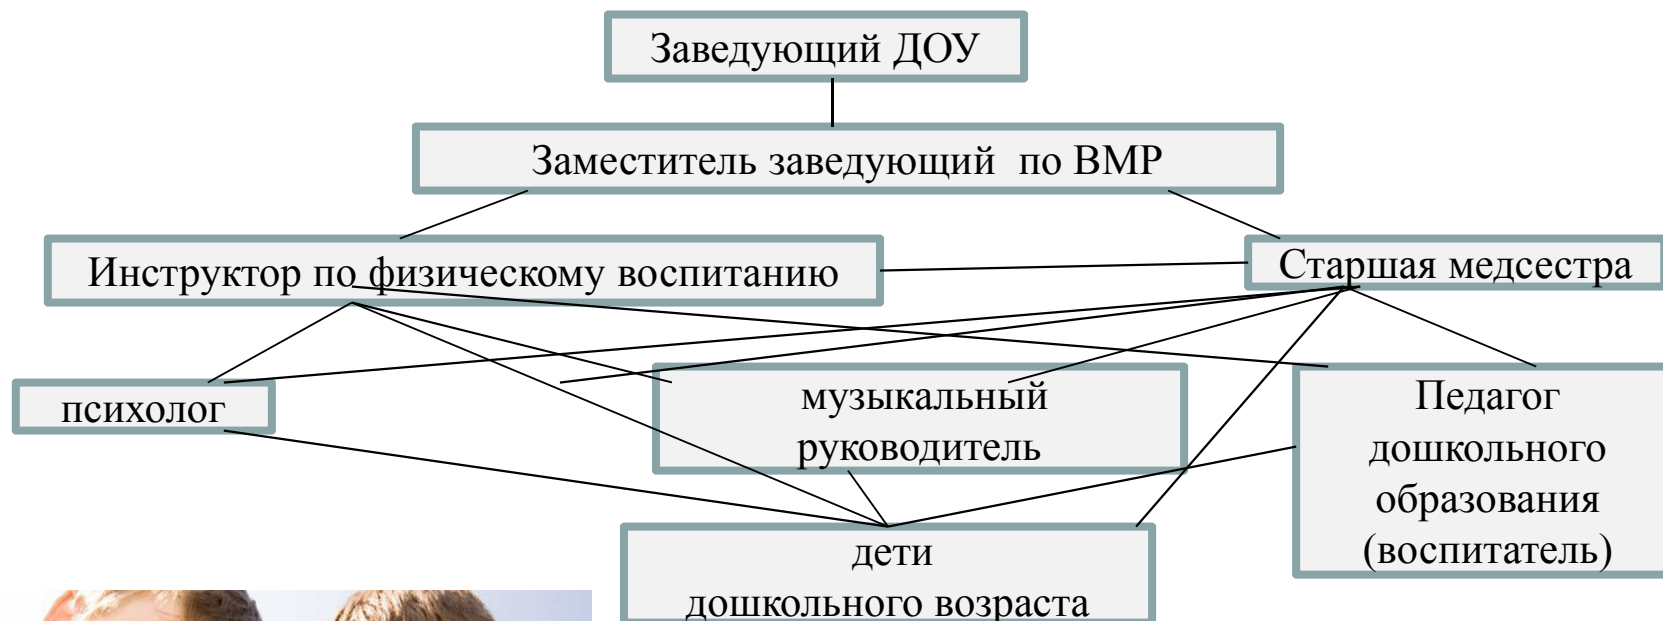 Заведующий ДОУ
Заместитель заведующий по ВМР
Инструктор по физическому воспитанию
Старшая медсестра
психолог
музыкальный
руководитель
Педагог
дошкольного
образования
(воспитатель)
дети
дошкольного возраста